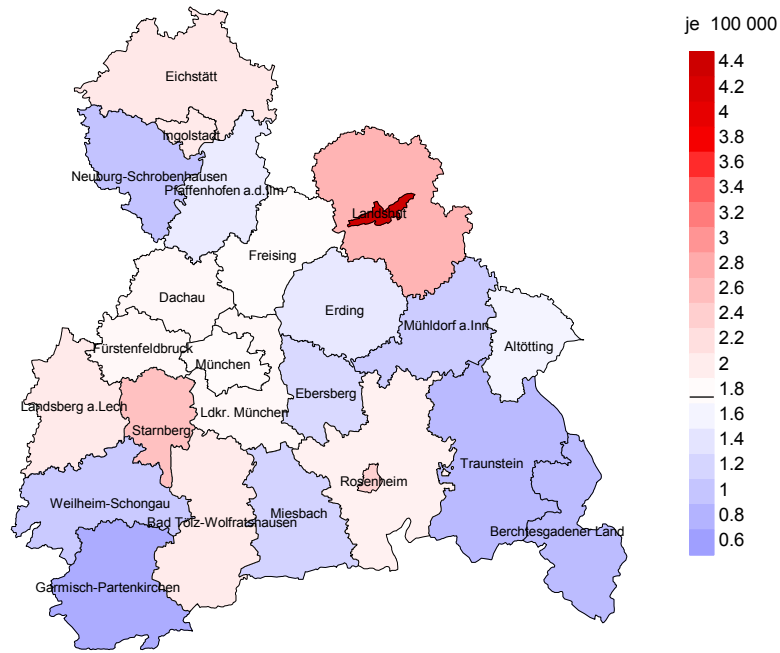 je 100 000
4.4
4.2
4
3.8
3.6
3.4
3.2
3
2.8
2.6
2.4
2.2
2
1.8
1.6
1.4
1.2
1
0.8
0.6
Eichstätt
Ingolstadt
Neuburg-Schrobenhausen
Pfaffenhofen a.d.Ilm
Landshut
Freising
Dachau
Erding
Mühldorf a.Inn
Altötting
Fürstenfeldbruck
München
Ebersberg
Landsberg a.Lech
Ldkr. München
Starnberg
Traunstein
Rosenheim
Weilheim-Schongau
Miesbach
Bad Tölz-Wolfratshausen
Berchtesgadener Land
Garmisch-Partenkirchen